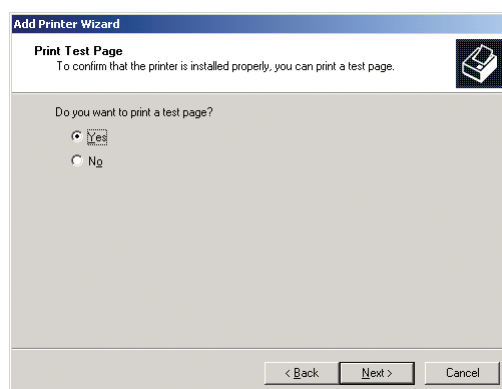 Add Printer Wizard
Print Test Page
To confirm that the printer is installed properly, you can print a test page.
Do you want to print a test page?
Yes
No
< Back
Next >
Cancel